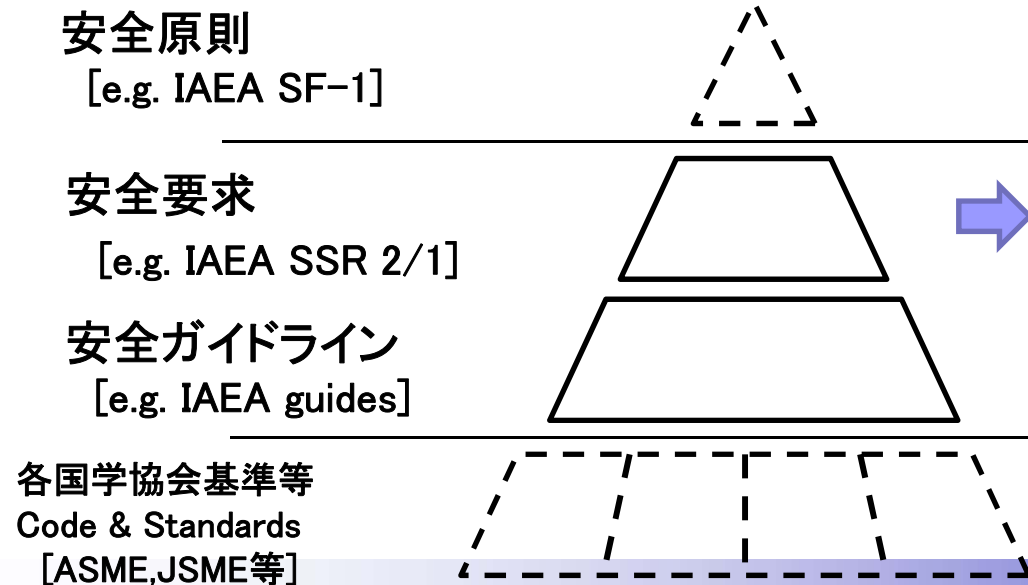 安全原則
[e.g. IAEA SF-1]
安全要求
[e.g. IAEA SSR 2/1]
安全ガイドライン
[e.g. IAEA guides]
各国学協会基準等
Code & Standards
[ASME,JSME等]